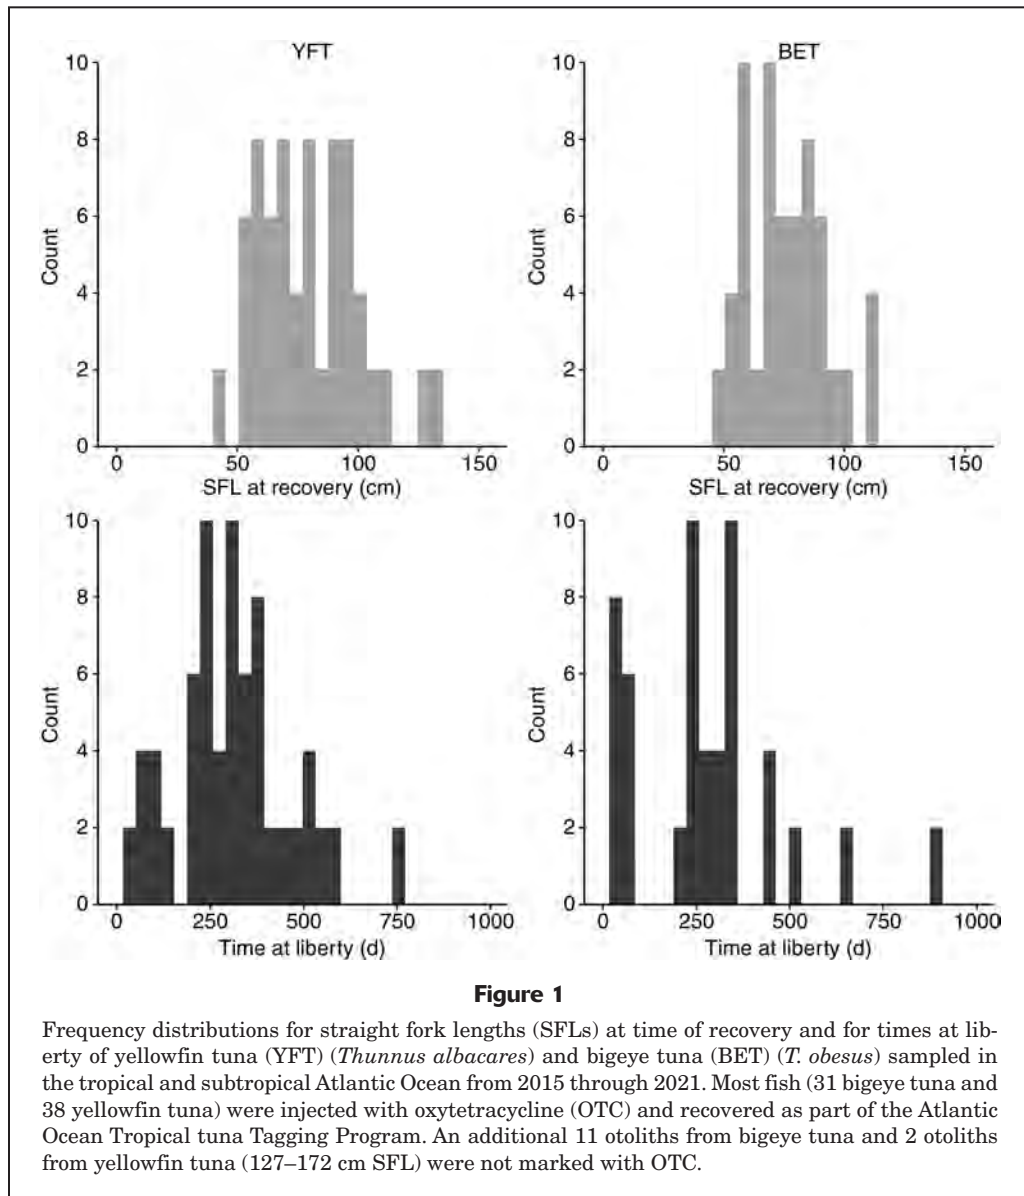 YFT
BET
10
8
6
4
2
0
Count
0 50 100 150
SFL at recovery (cm)
10
8
6
4
2
0
Count
0 50 100 150
SFL at recovery (cm)
10
8
6
4
2
0
Count
0 250 500 750 1000
Time at liberty (d)
10
8
6
4
2
0
Count
0 250 500 750 1000
Time at liberty (d)
Figure 1
Frequency distributions for straight fork lengths (SFLs) at time of recovery and for times at lib-
erty of yellowfin tuna (YFT) (Thunnus albacares) and bigeye tuna (BET) (T. obesus) sampled in
the tropical and subtropical Atlantic Ocean from 2015 through 2021. Most fish (31 bigeye tuna and
38 yellowfin tuna) were injected with oxytetracycline (OTC) and recovered as part of the Atlantic
Ocean Tropical tuna Tagging Program. An additional 11 otoliths from bigeye tuna and 2 otoliths
from yellowfin tuna (127–172 cm SFL) were not marked with OTC.